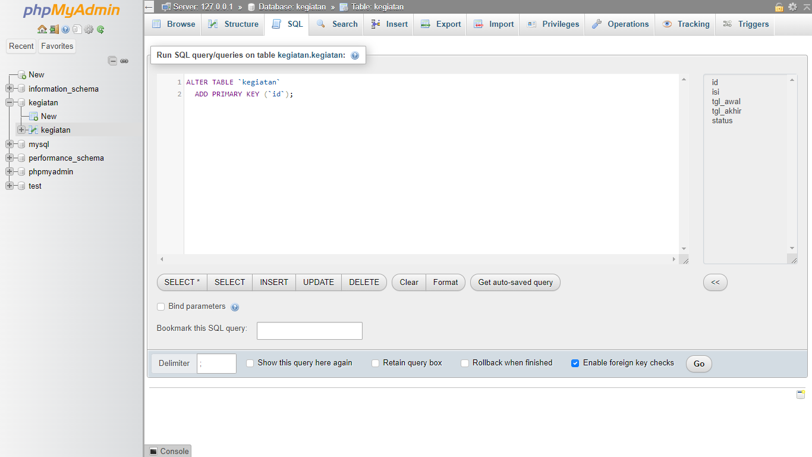 phpMyAdmin
Recent Favorites
New
information_schema
kegiatan
New
kegiatan
mysql
performance_schema
phpmyadmin
test
Server: 127.0.0.1 » Database: kegiatan » Table: kegiatan
Browse Structure SQL Search Insert Export Import Privileges Operations Tracking Triggers
Run SQL query/queries on table kegiatan.kegiatan:
1 ALTER TABLE `kegiatan`
2 ADD PRIMARY KEY (`id`);
id
isi
tgl_awal
tgl_akhir
status
SELECT * SELECT INSERT UPDATE DELETE Clear Format Get auto-saved query <<
Bind parameters
Bookmark this SQL query:
Delimiter ; Show this query here again Retain query box Rollback when finished Enable foreign key checks Go
Console